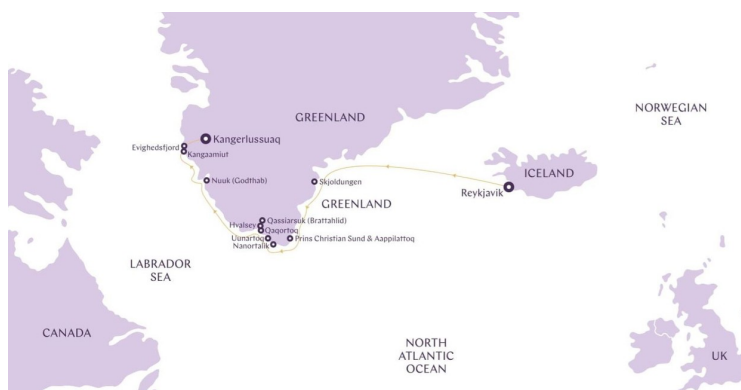 GREENLAND
NORWEGIAN
SEA
Kangerlussuaq
Evighedsfjord
Kangaamiut
ICELAND
Nuuk (Godthab)
Skjoldungen
Reykjavik
GREENLAND
Qassiarsuk (Brattahlid)
Hvalsey
Qaqortoq
Uunartoq
Prins Christian Sund & Aappilattoq
Nanortalik
LABRADOR
SEA
CANADA
NORTH
ATLANTIC
OCEAN
UK